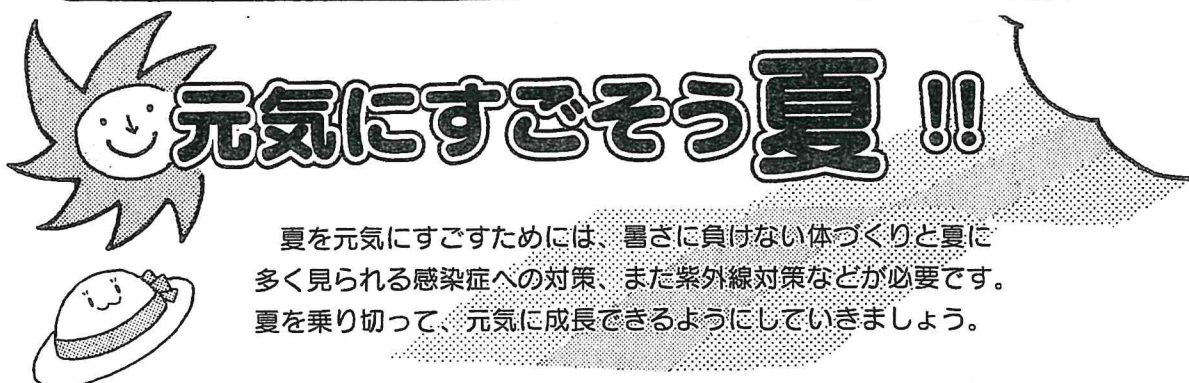 元気にすごそう夏!!
夏を元気にすごすためには、暑さに負けない体づくりと夏に
多く見られる感染症への対策、また紫外線対策などが必要です。
夏を乗り切って、元気に成長できるようにしていきましょう。